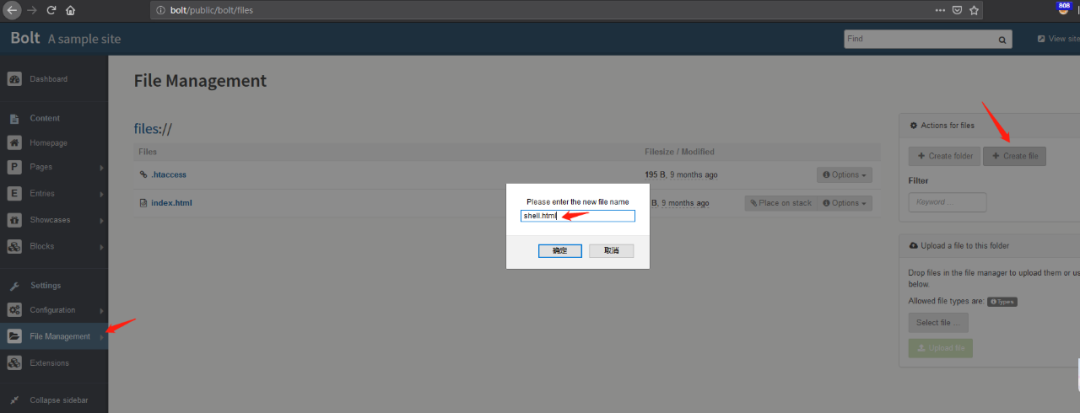 bolt/public/bolt/files
808
Bolt A sample site
Find
View site
Dashboard
Content
Homepage
Pages
Entries
Showcases
Blocks
Settings
Configuration
File Management
Extensions
Collapse sidebar
File Management
files://
Files Filesize / Modified
.htaccess 195 B, 9 months ago Options
index.html B, 9 months ago Place on stack Options
Please enter the new file name
shell.html
确定 取消
Actions for files
Create folder Create file
Filter
Keyword ...
Upload a file to this folder
Drop files in the file manager to upload them or us
below.
Allowed file types are: Types
Select file ...
Upload file